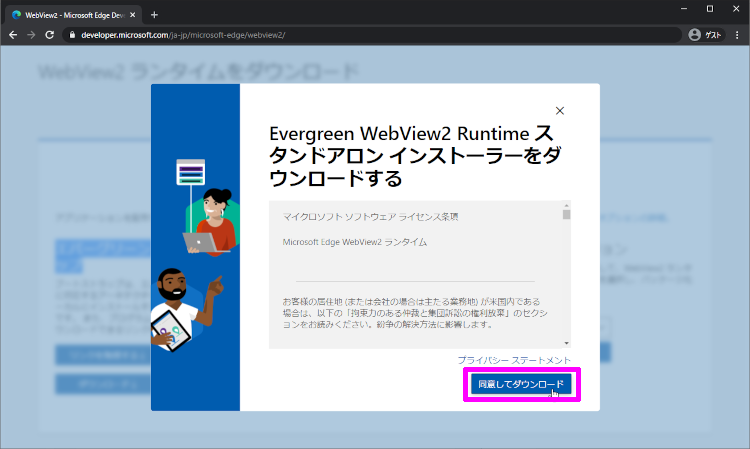 WebView2 - Microsoft Edge Deve
developer.microsoft.com/ja-jp/microsoft-edge/webview2/
ゲスト
WebView2 ランタイムをダウンロード
Evergreen WebView2 Runtime ス
タンドアロン インストーラーをダ
ウンロードする
マイクロソフト ソフトウェア ライセンス条項
Microsoft Edge WebView2 ランタイム
お客様の居住地 (または会社の場合は主たる業務地) が米国内である
場合は、以下の「拘束力のある仲裁と集団訴訟の権利放棄」のセク
ションをお読みください。紛争の解決方法に影響します。
プライバシー ステートメント
同意してダウンロード